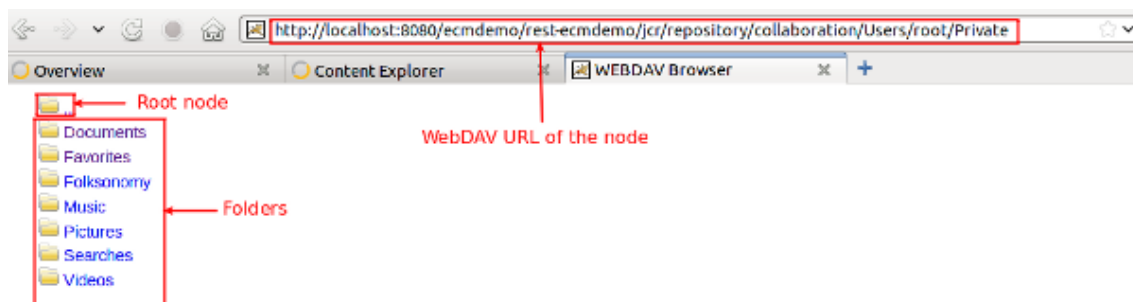 http://localhost:8080/ecmdemo/rest-ecmdemo/jcr/repository/collaboration/Users/root/Private
Overview Content Explorer WEBDAV Browser
.. Root node
Documents
WebDAV URL of the node
Favorites
Folksonomy
Music
Folders
Pictures
Searches
Videos